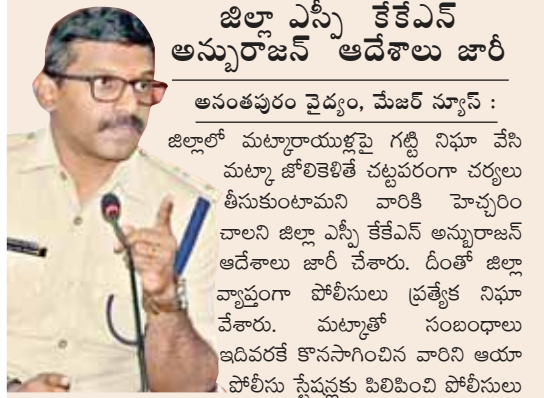 జిల్లా ఎస్పీ కేకేఎన్
అన్బురాజన్ ఆదేశాలు జారీ
అనంతపురం వైద్యం, మేజర్ న్యూస్ :
జిల్లాలో మట్కారాయుళ్లపై గట్టి నిఘా వేసి
మట్కా జోలికెళితే చట్టపరంగా చర్యలు
తీసుకుంటామని వారికి హెచ్చరిం
చాలని జిల్లా ఎస్పీ కేకేఎన్ అన్బురాజన్
ఆదేశాలు జారీ చేశారు. దీంతో జిల్లా
వ్యాప్తంగా పోలీసులు ప్రత్యేక నిఘా
వేశారు. మట్కాతో సంబంధాలు
ఇదివరకే కొనసాగించిన వారిని ఆయా
పోలీసు స్టేషన్లకు పిలిపించి పోలీసులు